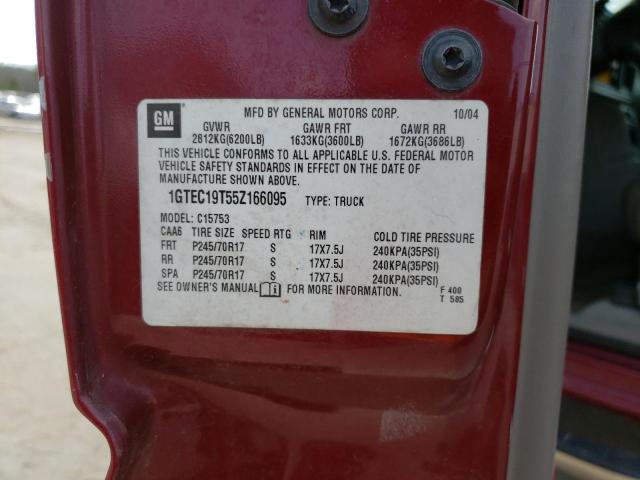 GM
MFD BY GENERAL MOTORS CORP. 10/04
GVWR GAWR FRT GAWR RR
2812KG(6200LB) 1633KG(3600LB) 1672KG(3686LB)
THIS VEHICLE CONFORMS TO ALL APPLICABLE U.S. FEDERAL MOTOR
VEHICLE SAFETY STANDARDS IN EFFECT ON THE DATE OF
MANUFACTURE SHOWN ABOVE.
1GTEC19T55Z166095 TYPE: TRUCK
MODEL: C15753
CAA6 TIRE SIZE SPEED RTG RIM COLD TIRE PRESSURE
FRT P245/70R17 S 17X7.5J 240KPA(35PSI)
RR P245/70R17 S 17X7.5J 240KPA(35PSI)
SPA P245/70R17 S 17X7.5J 240KPA(35PSI)
SEE OWNER'S MANUAL FOR MORE INFORMATION.
F 400
T 585